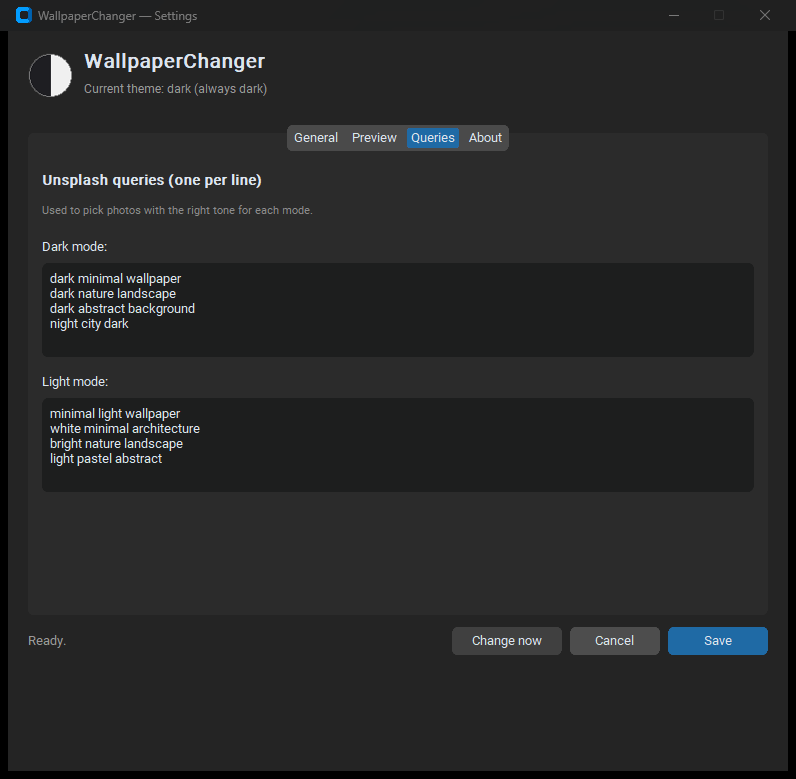 WallpaperChanger — Settings
WallpaperChanger
Current theme: dark (always dark)
General Preview Queries About
Unsplash queries (one per line)
Used to pick photos with the right tone for each mode.
Dark mode:
dark minimal wallpaper
dark nature landscape
dark abstract background
night city dark
Light mode:
minimal light wallpaper
white minimal architecture
bright nature landscape
light pastel abstract
Ready.
Change now Cancel Save